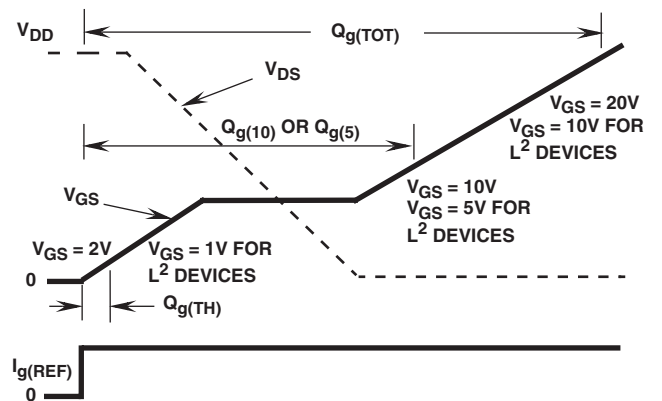 V_DD
Q_g(TOT)
V_DS
V_GS = 20V
V_GS = 10V FOR
L² DEVICES
Q_g(10) OR Q_g(5)
V_GS = 10V
V_GS = 5V FOR
L² DEVICES
V_GS
V_GS = 2V
V_GS = 1V FOR
L² DEVICES
0
Q_g(TH)
I_g(REF)
0